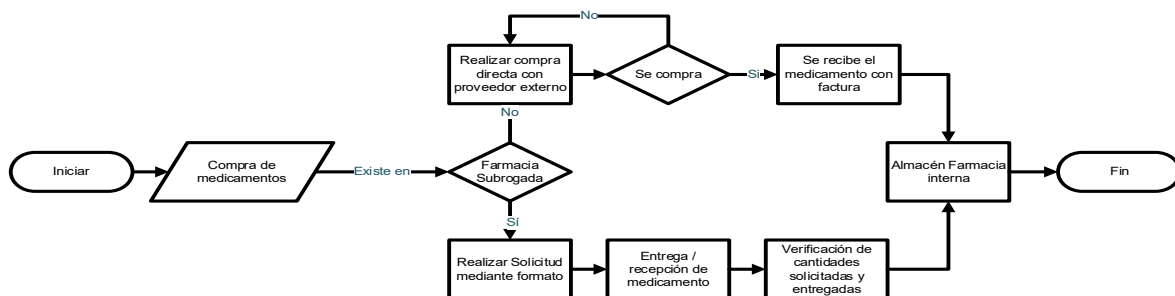 No
Realizar compra
directa con
proveedor externo
Se compra
Si
Se recibe el
medicamento con
factura
No
Iniciar
Compra de
medicamentos
Existe en
Farmacia
Subrogada
Almacén Farmacia
interna
Fin
Sí
Realizar Solicitud
mediante formato
Entrega /
recepción de
medicamento
Verificación de
cantidades
solicitadas y
entregadas